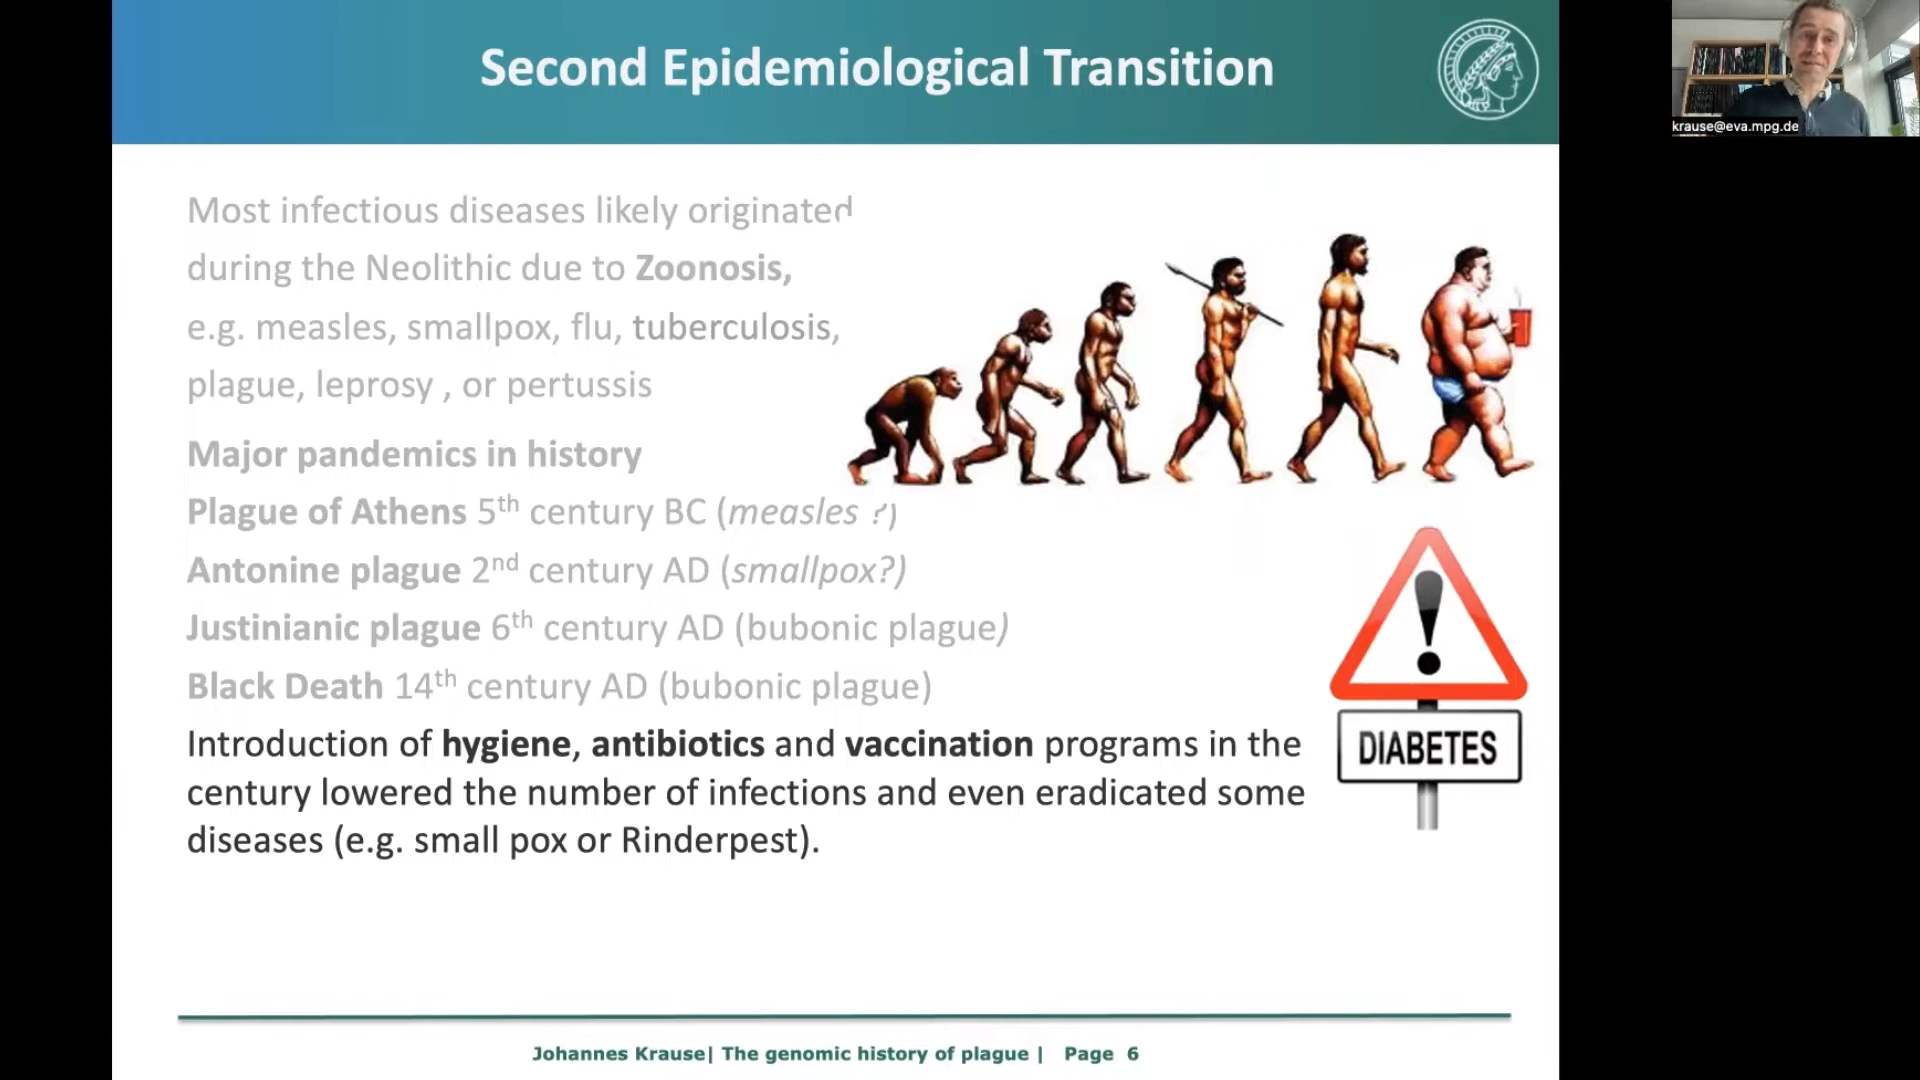 Second Epidemiological Transition
krause@eva.mpg.de
Most infectious diseases likely originated
during the Neolithic due to Zoonosis,
e.g. measles, smallpox, flu, tuberculosis,
plague, leprosy , or pertussis
Major pandemics in history
Plague of Athens 5th century BC (measles ?)
Antonine plague 2nd century AD (smallpox?)
Justinianic plague 6th century AD (bubonic plague)
Black Death 14th century AD (bubonic plague)
Introduction of hygiene, antibiotics and vaccination programs in the
century lowered the number of infections and even eradicated some
diseases (e.g. small pox or Rinderpest).
DIABETES
Johannes Krause| The genomic history of plague | Page 6